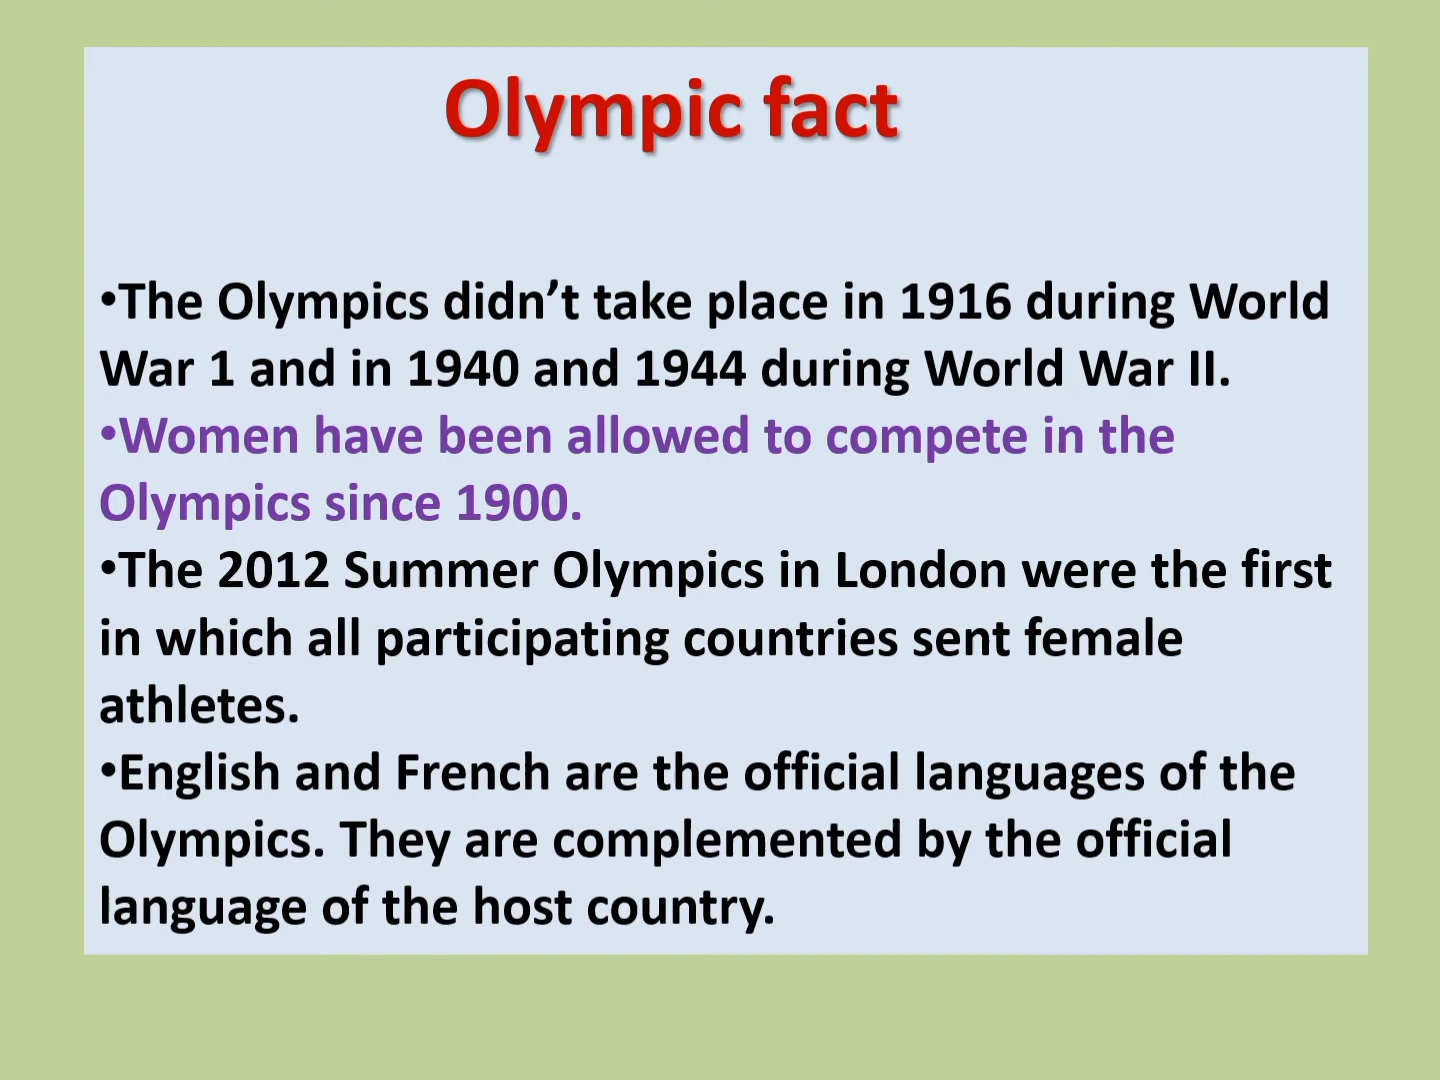 Olympic fact
•The Olympics didn’t take place in 1916 during World
War 1 and in 1940 and 1944 during World War II.
•Women have been allowed to compete in the
Olympics since 1900.
•The 2012 Summer Olympics in London were the first
in which all participating countries sent female
athletes.
•English and French are the official languages of the
Olympics. They are complemented by the official
language of the host country.